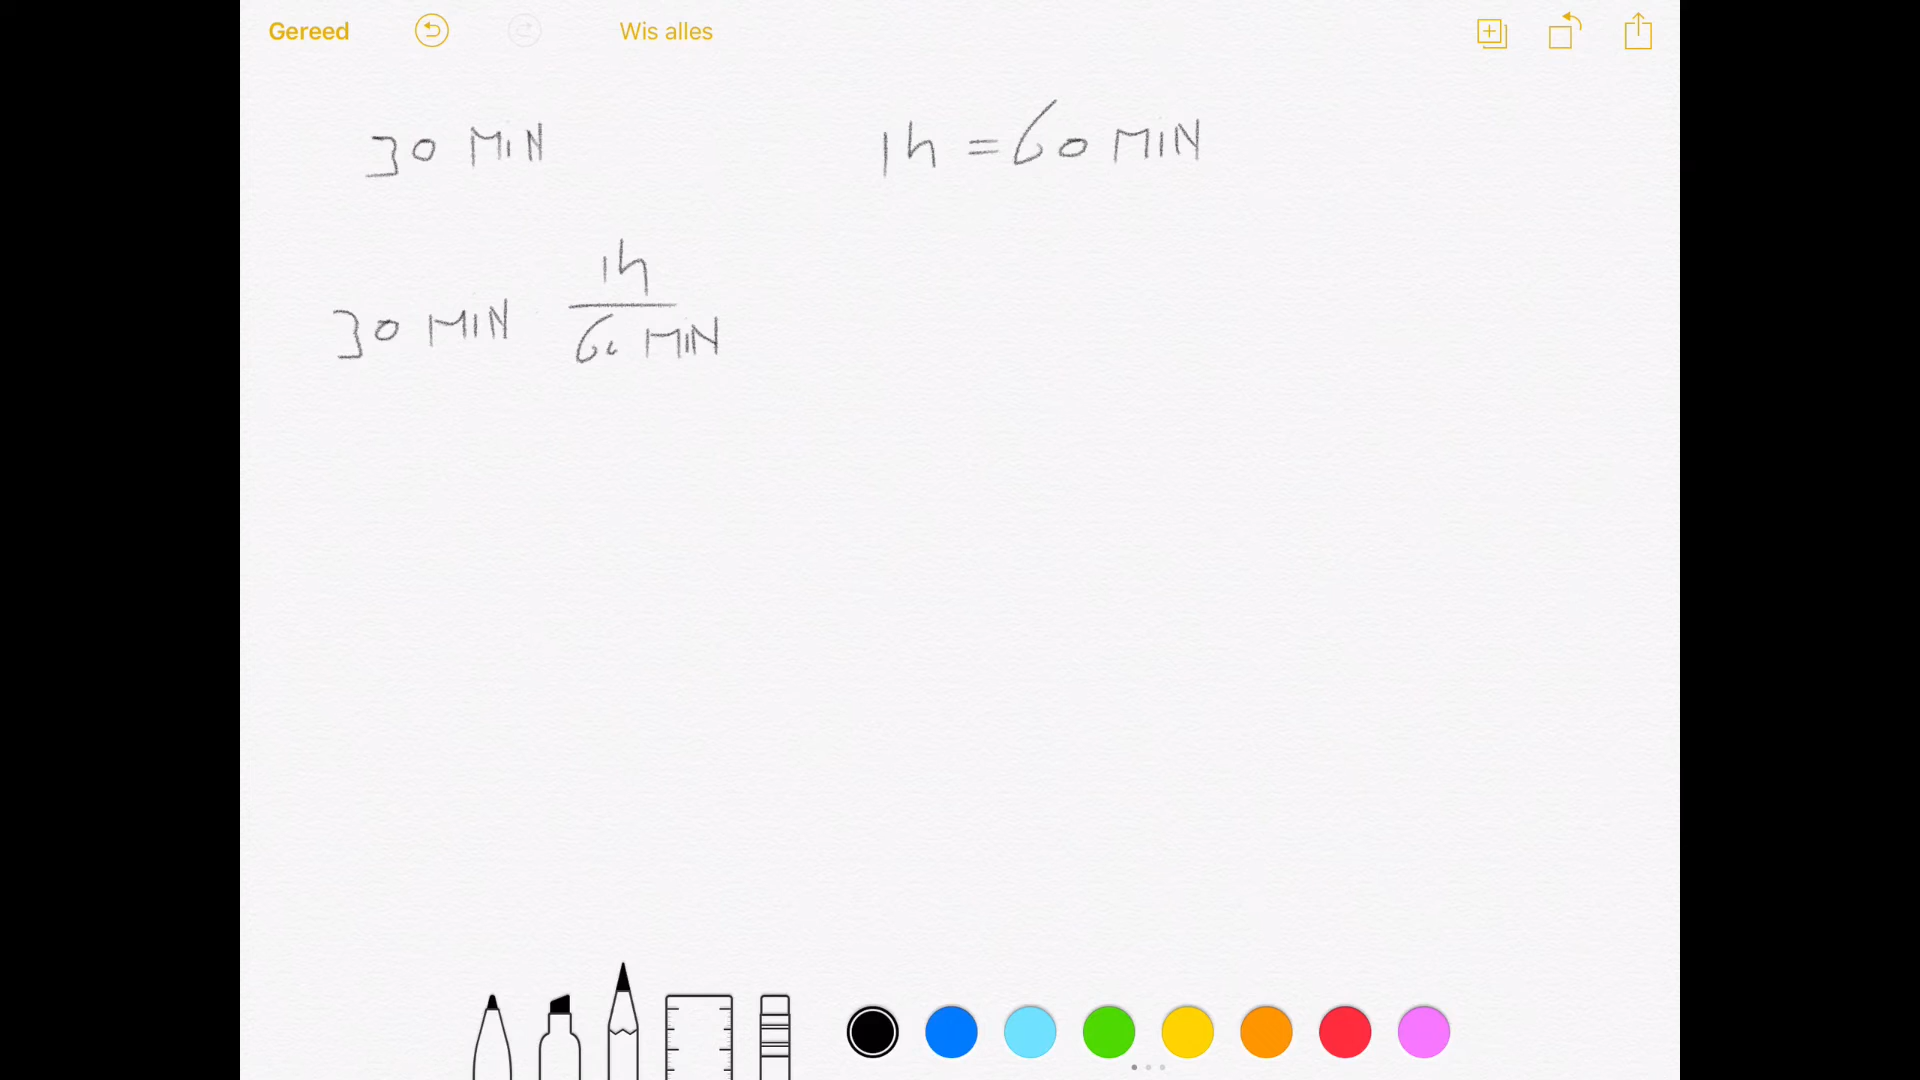 Gereed Wis alles
30 MIN 1h = 60 MIN
1h
30 MIN
60 MIN